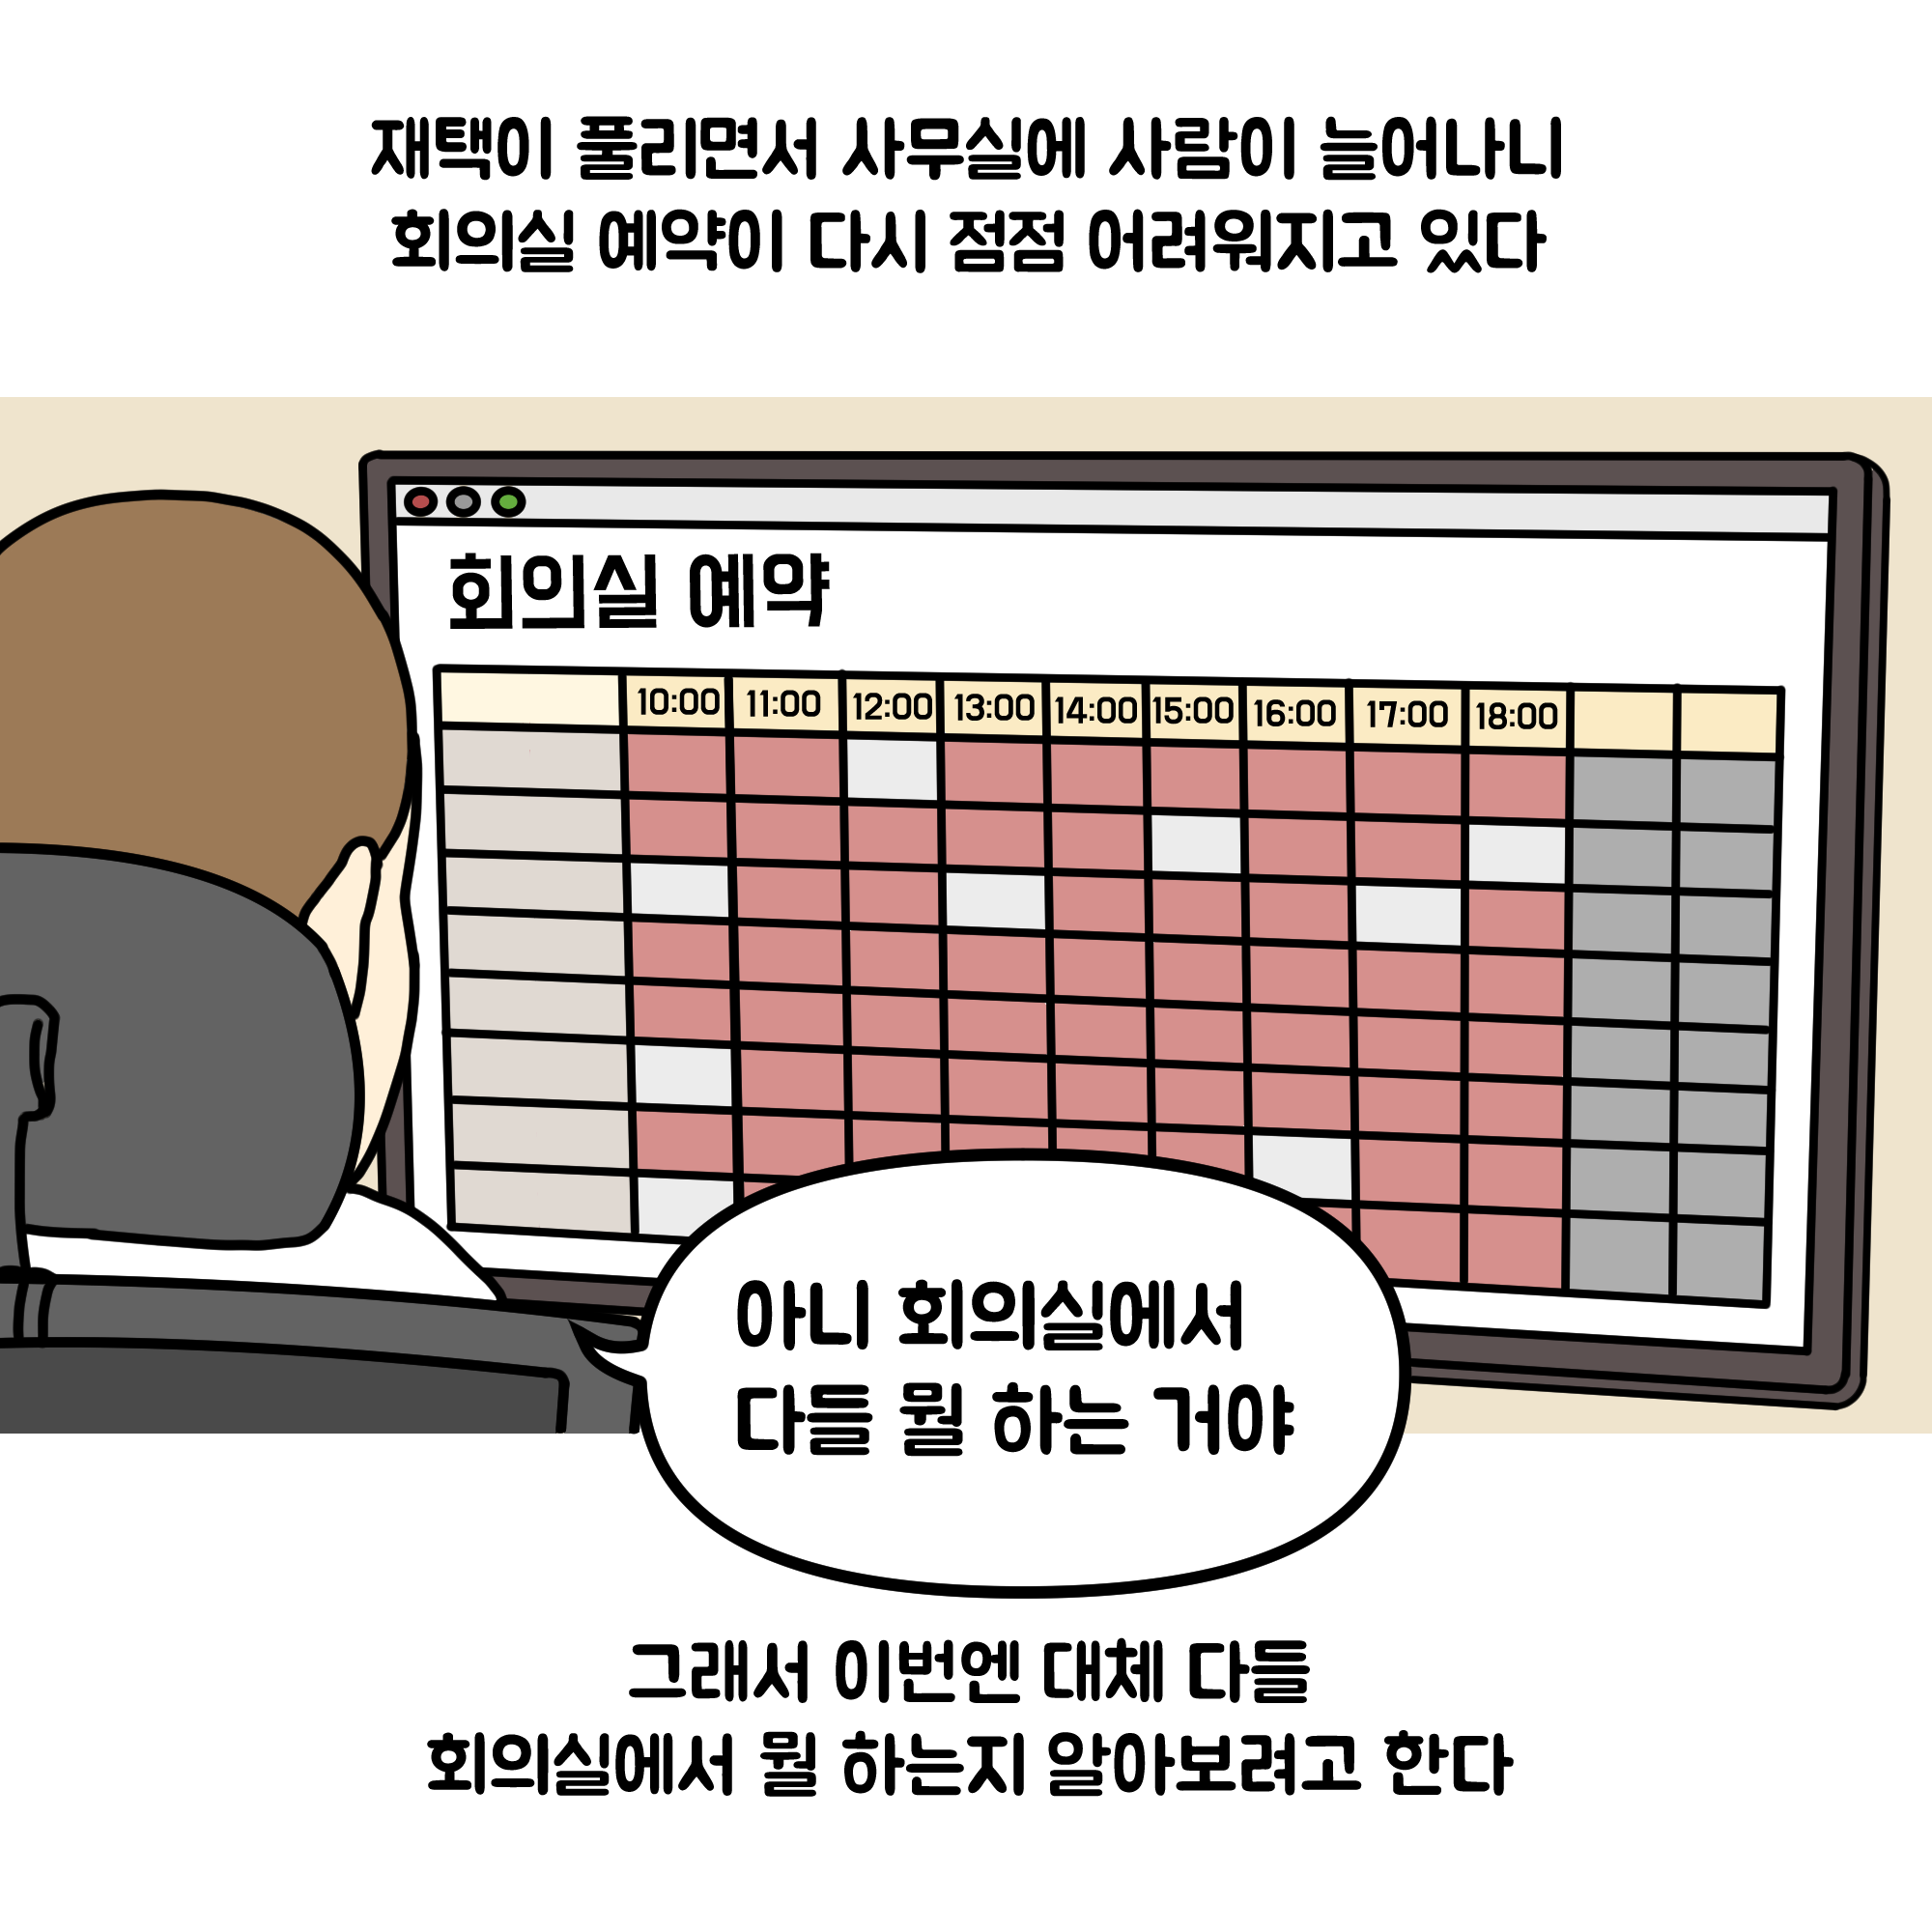 재택이 풀리면서 사무실에 사람이 늘어나니
회의실 예약이 다시 점점 어려워지고 있다
회의실 예약
10:00 11:00 12:00 13:00 14:00 15:00 16:00 17:00 18:00
아니 회의실에서
다들 뭘 하는 거야
그래서 이번엔 대체 다들
회의실에서 뭘 하는지 알아보려고 한다